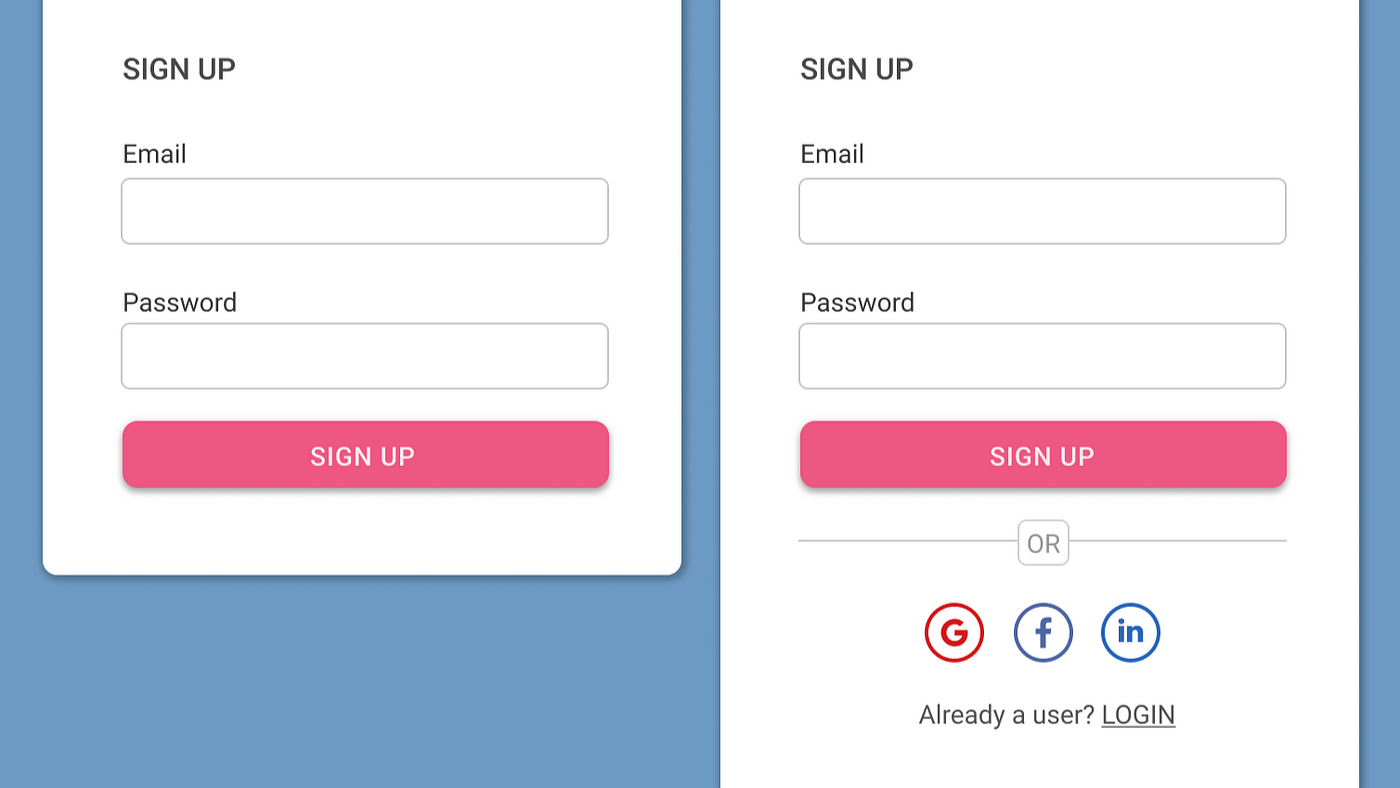 SIGN UP
Email
Password
SIGN UP
SIGN UP
Email
Password
SIGN UP
OR
G f in
Already a user? LOGIN